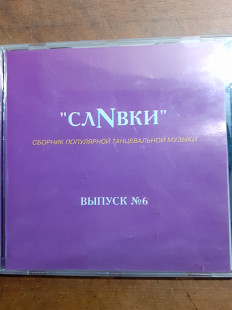 "СЛNВКИ"
СБОРНИК ПОПУЛЯРНОЙ ТАНЦЕВАЛЬНОЙ МУЗЫКИ
ВЫПУСК №6